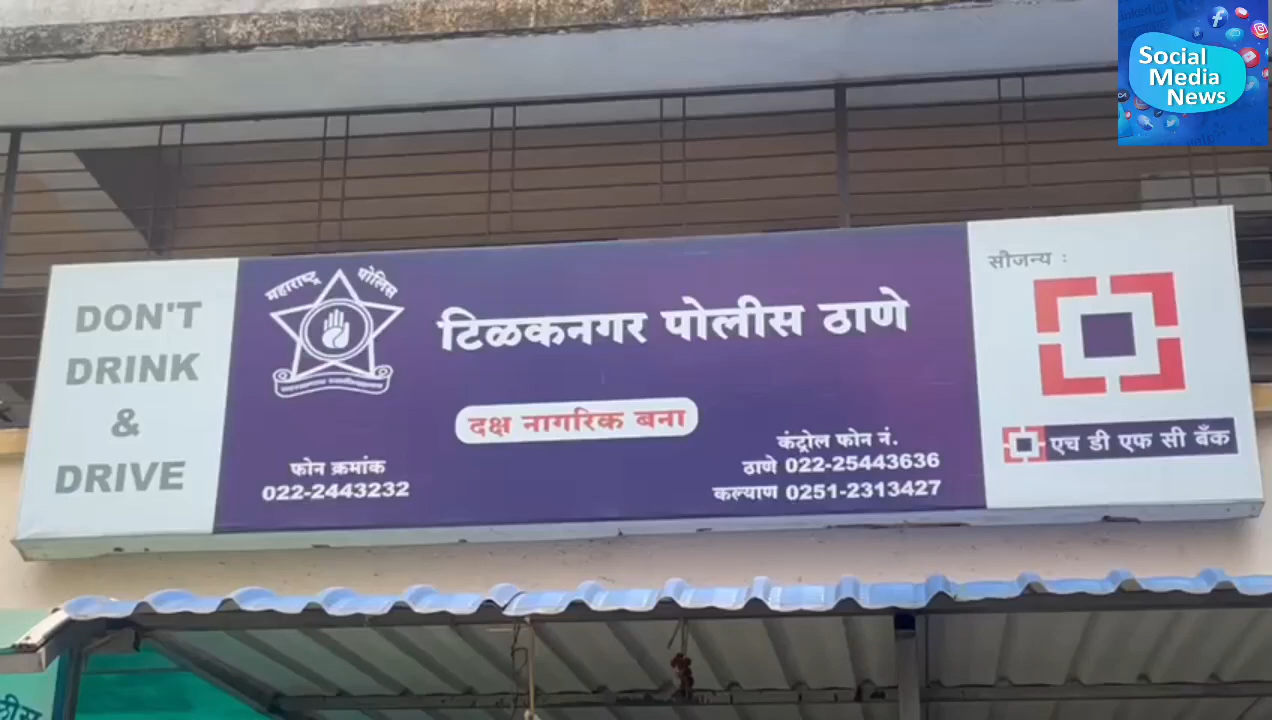 Social
Media
News
DON'T
DRINK
&
DRIVE
महाराष्ट्र पोलिस
टिळकनगर पोलीस ठाणे
दक्ष नागरिक बना
फोन क्रमांक
022-2443232
कंट्रोल फोन नं.
ठाणे 022-25443636
कल्याण 0251-2313427
सौजन्य :
एच डी एफ सी बँक